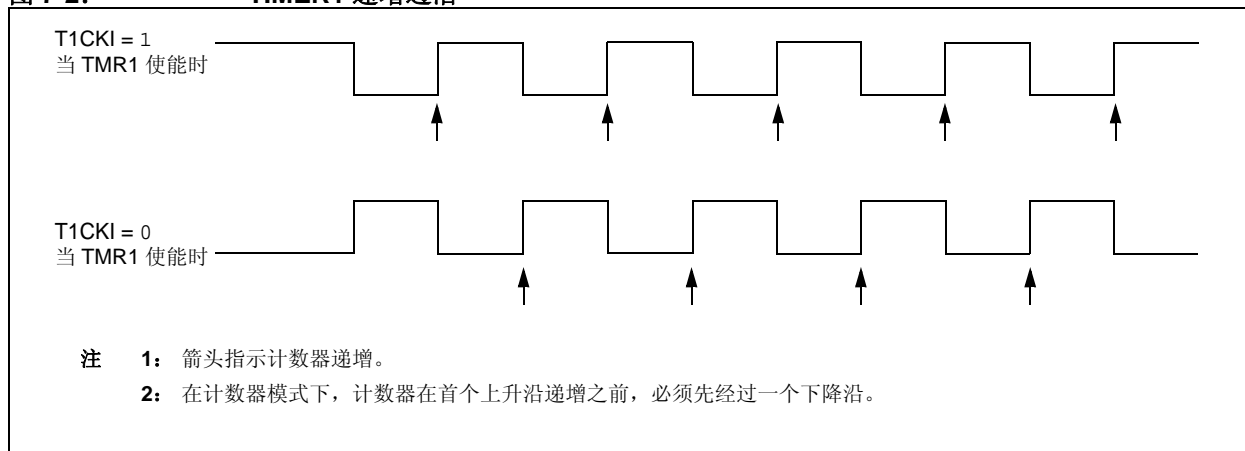 T1CKI = 1
当 TMR1 使能时
T1CKI = 0
当 TMR1 使能时
注 1： 箭头指示计数器递增。
2： 在计数器模式下，计数器在首个上升沿递增之前，必须先经过一个下降沿。